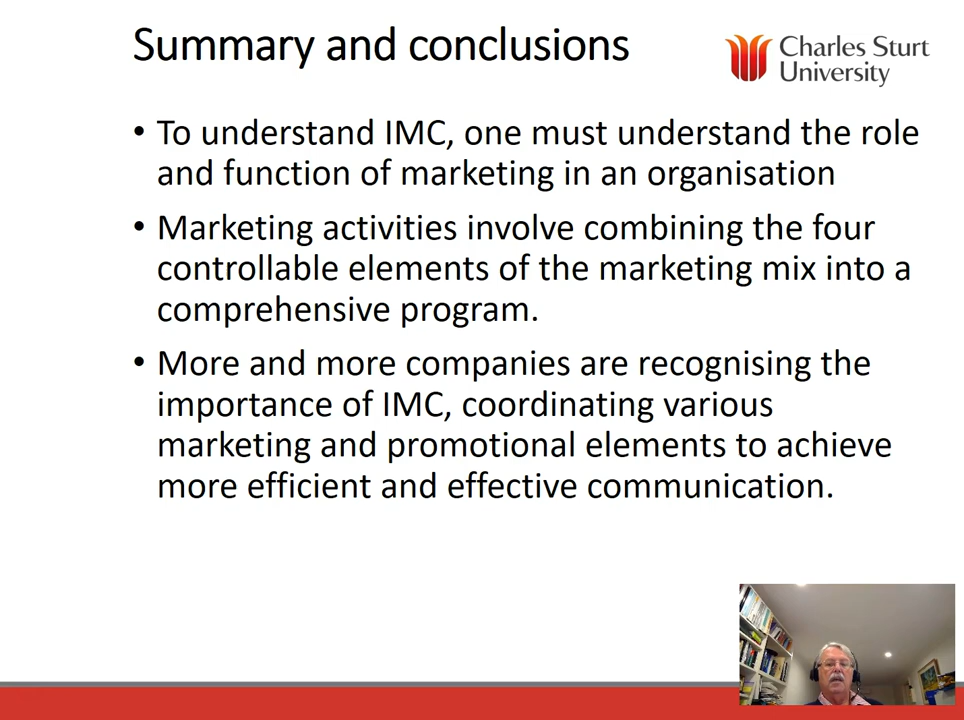 Summary and conclusions
Charles Sturt
University
• To understand IMC, one must understand the role
and function of marketing in an organisation
• Marketing activities involve combining the four
controllable elements of the marketing mix into a
comprehensive program.
• More and more companies are recognising the
importance of IMC, coordinating various
marketing and promotional elements to achieve
more efficient and effective communication.